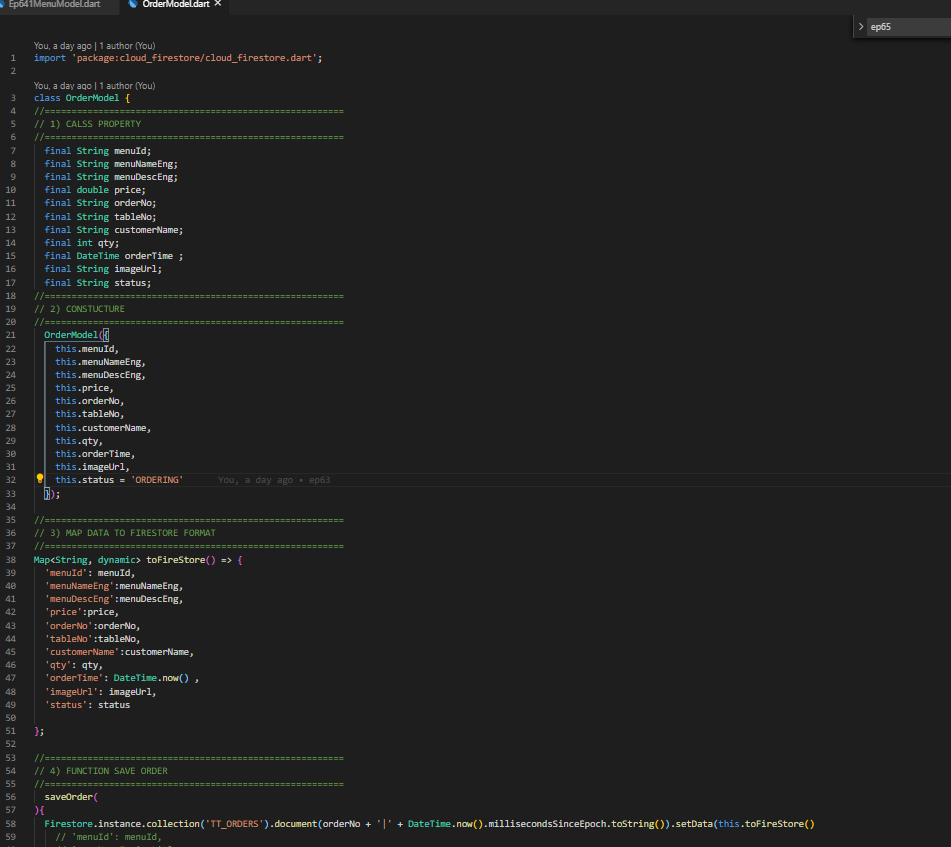 Ep641MenuModel.dart
OrderModel.dart ×
> ep65
You, a day ago | 1 author (You)
1 import 'package:cloud_firestore/cloud_firestore.dart';
2
You, a day ago | 1 author (You)
3 class OrderModel {
4 //=========================================================
5 // 1) CALSS PROPERTY
6 //=========================================================
7 final String menuId;
8 final String menuNameEng;
9 final String menuDescEng;
10 final double price;
11 final String orderNo;
12 final String tableNo;
13 final String customerName;
14 final int qty;
15 final DateTime orderTime ;
16 final String imageUrl;
17 final String status;
18 //=========================================================
19 // 2) CONSTUCTURE
20 //=========================================================
21 OrderModel({
22 this.menuId,
23 this.menuNameEng,
24 this.menuDescEng,
25 this.price,
26 this.orderNo,
27 this.tableNo,
28 this.customerName,
29 this.qty,
30 this.orderTime,
31 this.imageUrl,
32 this.status = 'ORDERING' You, a day ago • ep63
33 });
34
35 //=========================================================
36 // 3) MAP DATA TO FIRESTORE FORMAT
37 //=========================================================
38 Map<String, dynamic> toFireStore() => {
39 'menuId': menuId,
40 'menuNameEng':menuNameEng,
41 'menuDescEng':menuDescEng,
42 'price':price,
43 'orderNo':orderNo,
44 'tableNo':tableNo,
45 'customerName':customerName,
46 'qty': qty,
47 'orderTime': DateTime.now() ,
48 'imageUrl': imageUrl,
49 'status': status
50
51 };
52
53 //=========================================================
54 // 4) FUNCTION SAVE ORDER
55 //=========================================================
56 saveOrder(
57 ){
58 Firestore.instance.collection('TT_ORDERS').document(orderNo + '|' + DateTime.now().millisecondsSinceEpoch.toString()).setData(this.toFireStore()
59 // 'menuId': menuId,